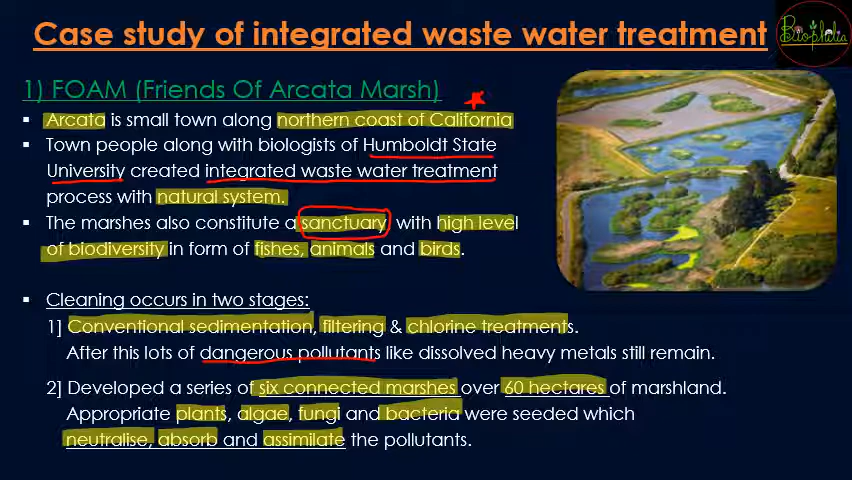 Case study of integrated waste water treatment
Biophilia
1) FOAM (Friends Of Arcata Marsh)
▪ Arcata is small town along northern coast of California
▪ Town people along with biologists of Humboldt State
University created integrated waste water treatment
process with natural system.
▪ The marshes also constitute a sanctuary with high level
of biodiversity in form of fishes, animals and birds.
▪ Cleaning occurs in two stages:
1] Conventional sedimentation, filtering & chlorine treatments.
After this lots of dangerous pollutants like dissolved heavy metals still remain.
2] Developed a series of six connected marshes over 60 hectares of marshland.
Appropriate plants, algae, fungi and bacteria were seeded which
neutralise, absorb and assimilate the pollutants.